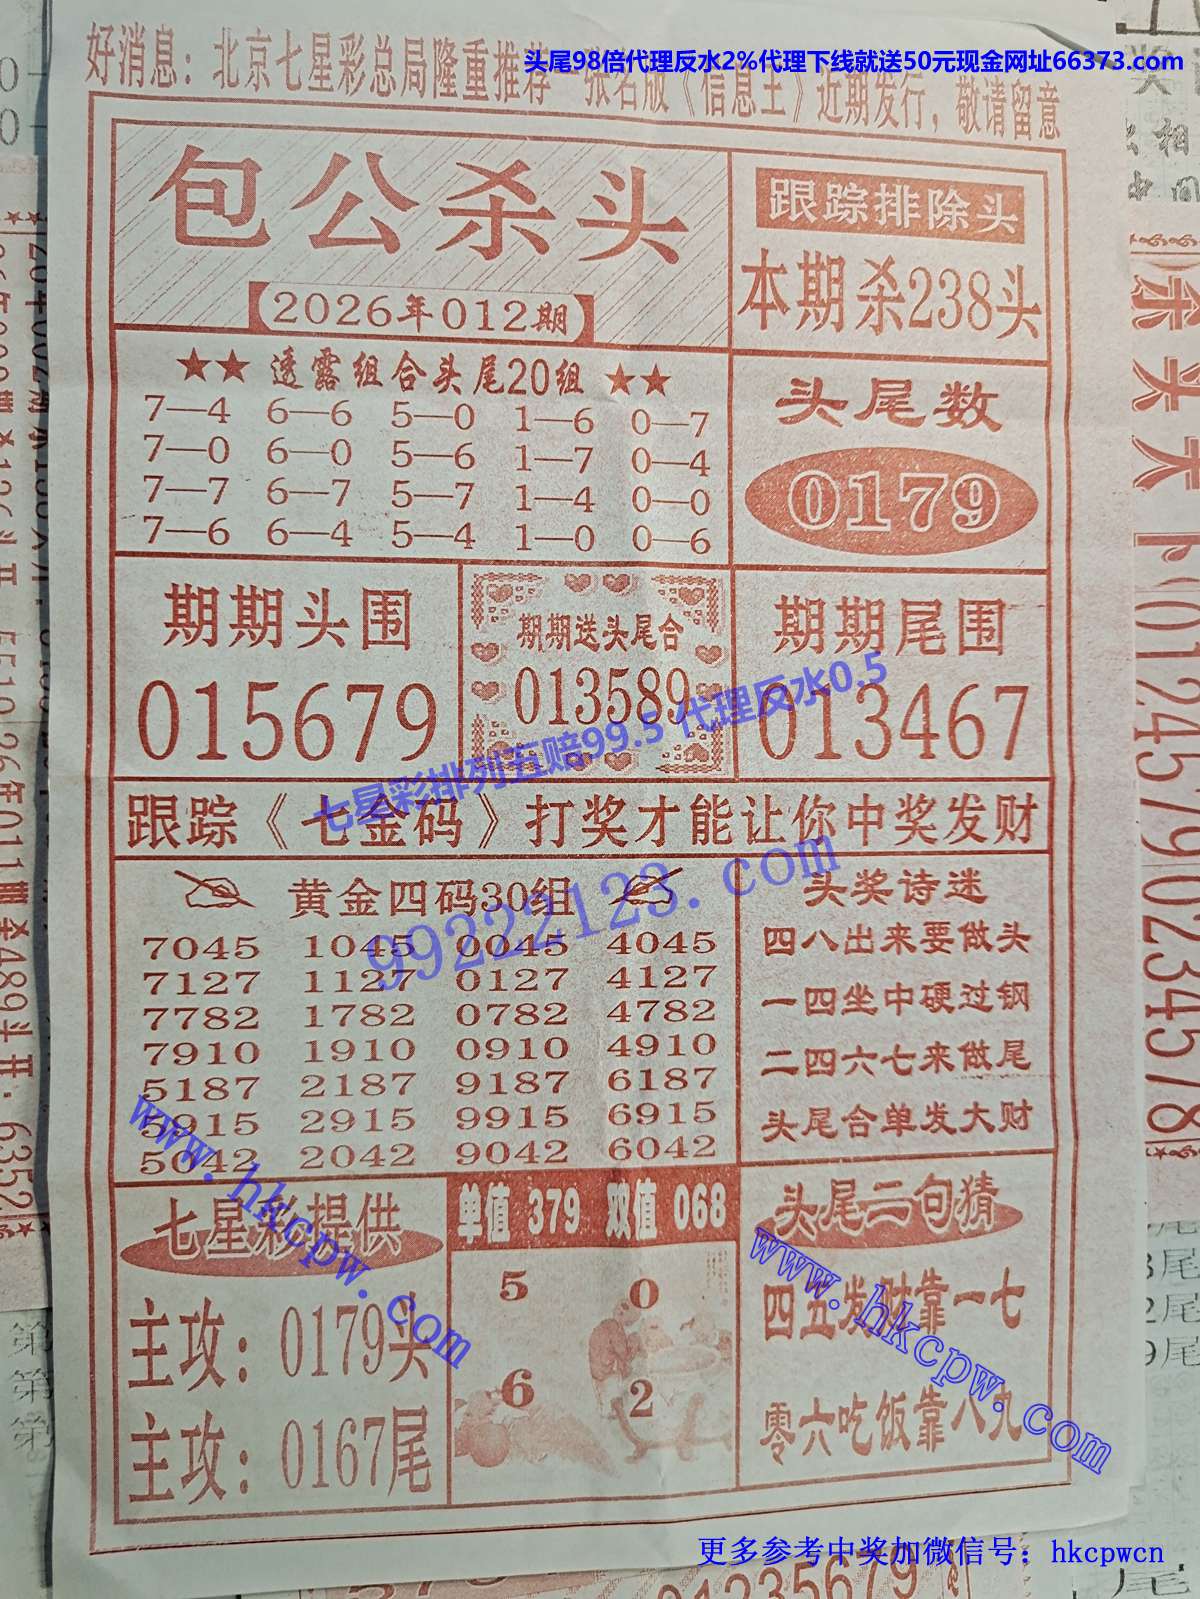 头尾98倍代理反水2%代理下线就送50元现金网址66373.com
好消息：北京七星彩总局隆重推荐一张名版《信息王》近期发行，敬请留意
包公杀头
【2026年012期】
跟踪排除头
本期杀238头
★★ 透露组合头尾20组 ★★
7—4 6—6 5—0 1—6 0—7
7—0 6—0 5—6 1—7 0—4
7—7 6—7 5—7 1—4 0—0
7—6 6—4 5—4 1—0 0—6
头尾数
0179
期期头围
015679
期期送头尾合
013589
期期尾围
013467
七星彩排列五赔99.5 代理反水0.5
跟踪《七金码》打奖才能让你中奖发财
99222123.com
黄金四码30组
7045 1045 0045 4045
7127 1127 0127 4127
7782 1782 0782 4782
7910 1910 0910 4910
5187 2187 9187 6187
5915 2915 9915 6915
5042 2042 9042 6042
头奖诗迷
四八出来要做头
一四坐中硬过钢
二四六七来做尾
头尾合单发大财
www.hkcpw.com
七星彩提供
主攻：0179头
主攻：0167尾
单值 379 双值 068
5 0
6 2
头尾二句猜
四五发财靠一七
零六吃饭靠八九
www.hkcpw.com
更多参考中奖加微信号：hkcpwcn
01235679